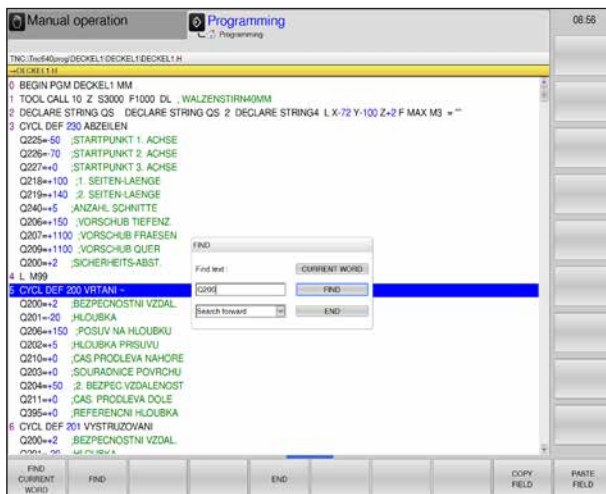 Manual operation
Programming
Programming
08:56
TNC:\Tnc640prog\DECKEL1\DECKEL1\DECKEL1.H
→DECKEL1.H
0 BEGIN PGM DECKEL1 MM
1 TOOL CALL 10 Z S3000 F1000 DL ; WALZENSTIRN40MM
2 DECLARE STRING QS DECLARE STRING QS 2 DECLARE STRING4 L X-72 Y-100 Z+2 F MAX M3 = ""
3 CYCL DEF 230 ABZEILEN
Q225=-50 ;STARTPUNKT 1. ACHSE
Q226=-70 ;STARTPUNKT 2. ACHSE
Q227=+0 ;STARTPUNKT 3. ACHSE
Q218=+100 ;1. SEITEN-LAENGE
Q219=+140 ;2. SEITEN-LAENGE
Q240=+5 ;ANZAHL SCHNITTE
Q206=+150 ;VORSCHUB TIEFENZ.
Q207=+1100 ;VORSCHUB FRAESEN
Q209=+1100 ;VORSCHUB QUER
Q200=+2 ;SICHERHEITS-ABST.
4 L M99
5 CYCL DEF 200 VRTANI ~
Q200=+2 ;BEZPECNOSTNI VZDAL.
Q201=-20 ;HLOUBKA
Q206=+150 ;POSUV NA HLOUBKU
Q202=+5 ;HLOUBKA PRISUVU
Q210=+0 ;CAS.PRODLEVA NAHORE
Q203=+0 ;SOURADNICE POVRCHU
Q204=+50 ;2. BEZPEC.VZDALENOST
Q211=+0 ;CAS. PRODLEVA DOLE
Q395=+0 ;REFERENCNI HLOUBKA
6 CYCL DEF 201 VYSTRUZOVANI
Q200=+2 ;BEZPECNOSTNI VZDAL.
Q201=-20 ;HLOUBKA
FIND
Find text :
CURRENT WORD
Q200
FIND
Search forward
END
FIND CURRENT WORD
FIND
END
COPY FIELD
PASTE FIELD